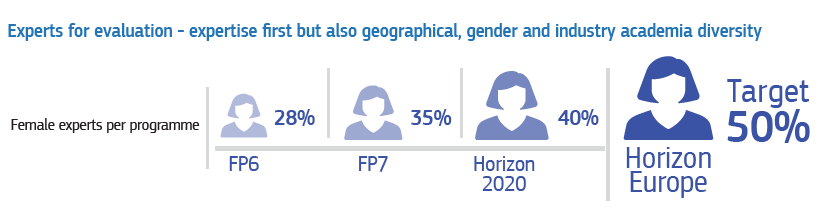 Experts for evaluation - expertise first but also geographical, gender and industry academia diversity
Female experts per programme
28%
35%
40%
Target
50%
FP6
FP7
Horizon
2020
Horizon
Europe